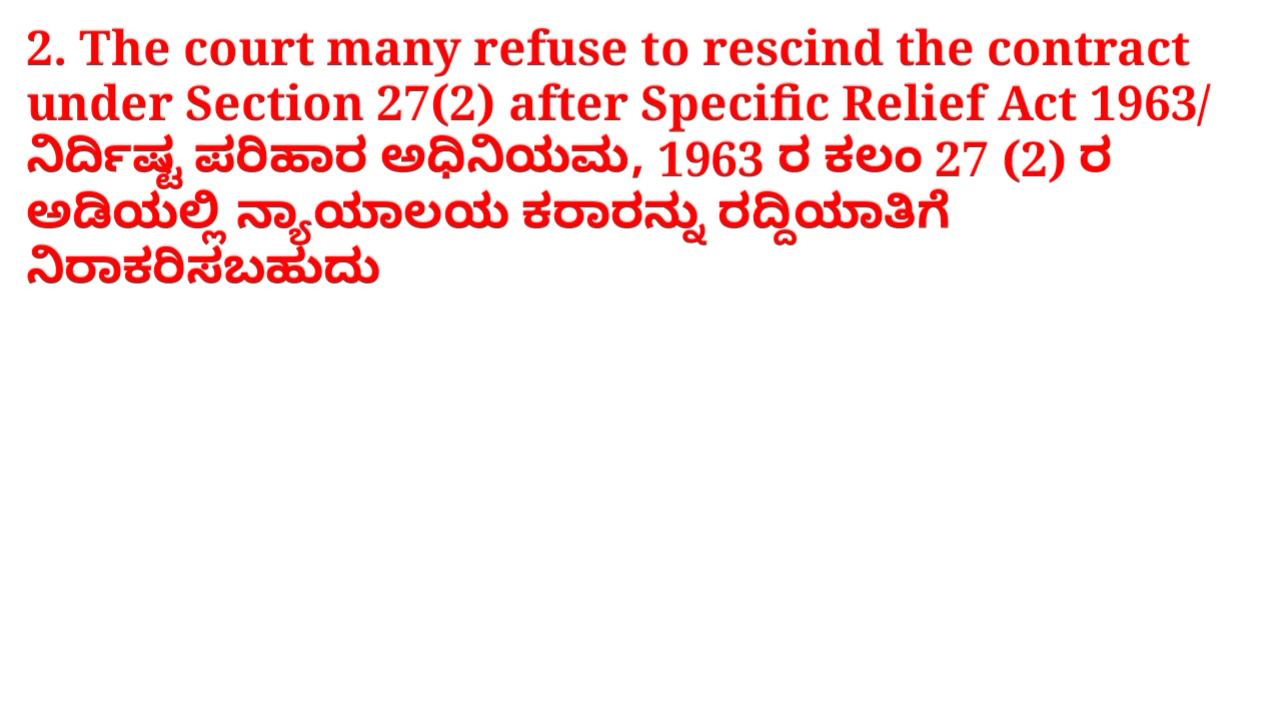 2. The court many refuse to rescind the contract
under Section 27(2) after Specific Relief Act 1963/
ನಿರ್ದಿಷ್ಟ ಪರಿಹಾರ ಅಧಿನಿಯಮ, 1963 ರ ಕಲಂ 27 (2) ರ
ಅಡಿಯಲ್ಲಿ ನ್ಯಾಯಾಲಯ ಕರಾರನ್ನು ರದ್ದಿಯಾತಿಗೆ
ನಿರಾಕರಿಸಬಹುದು